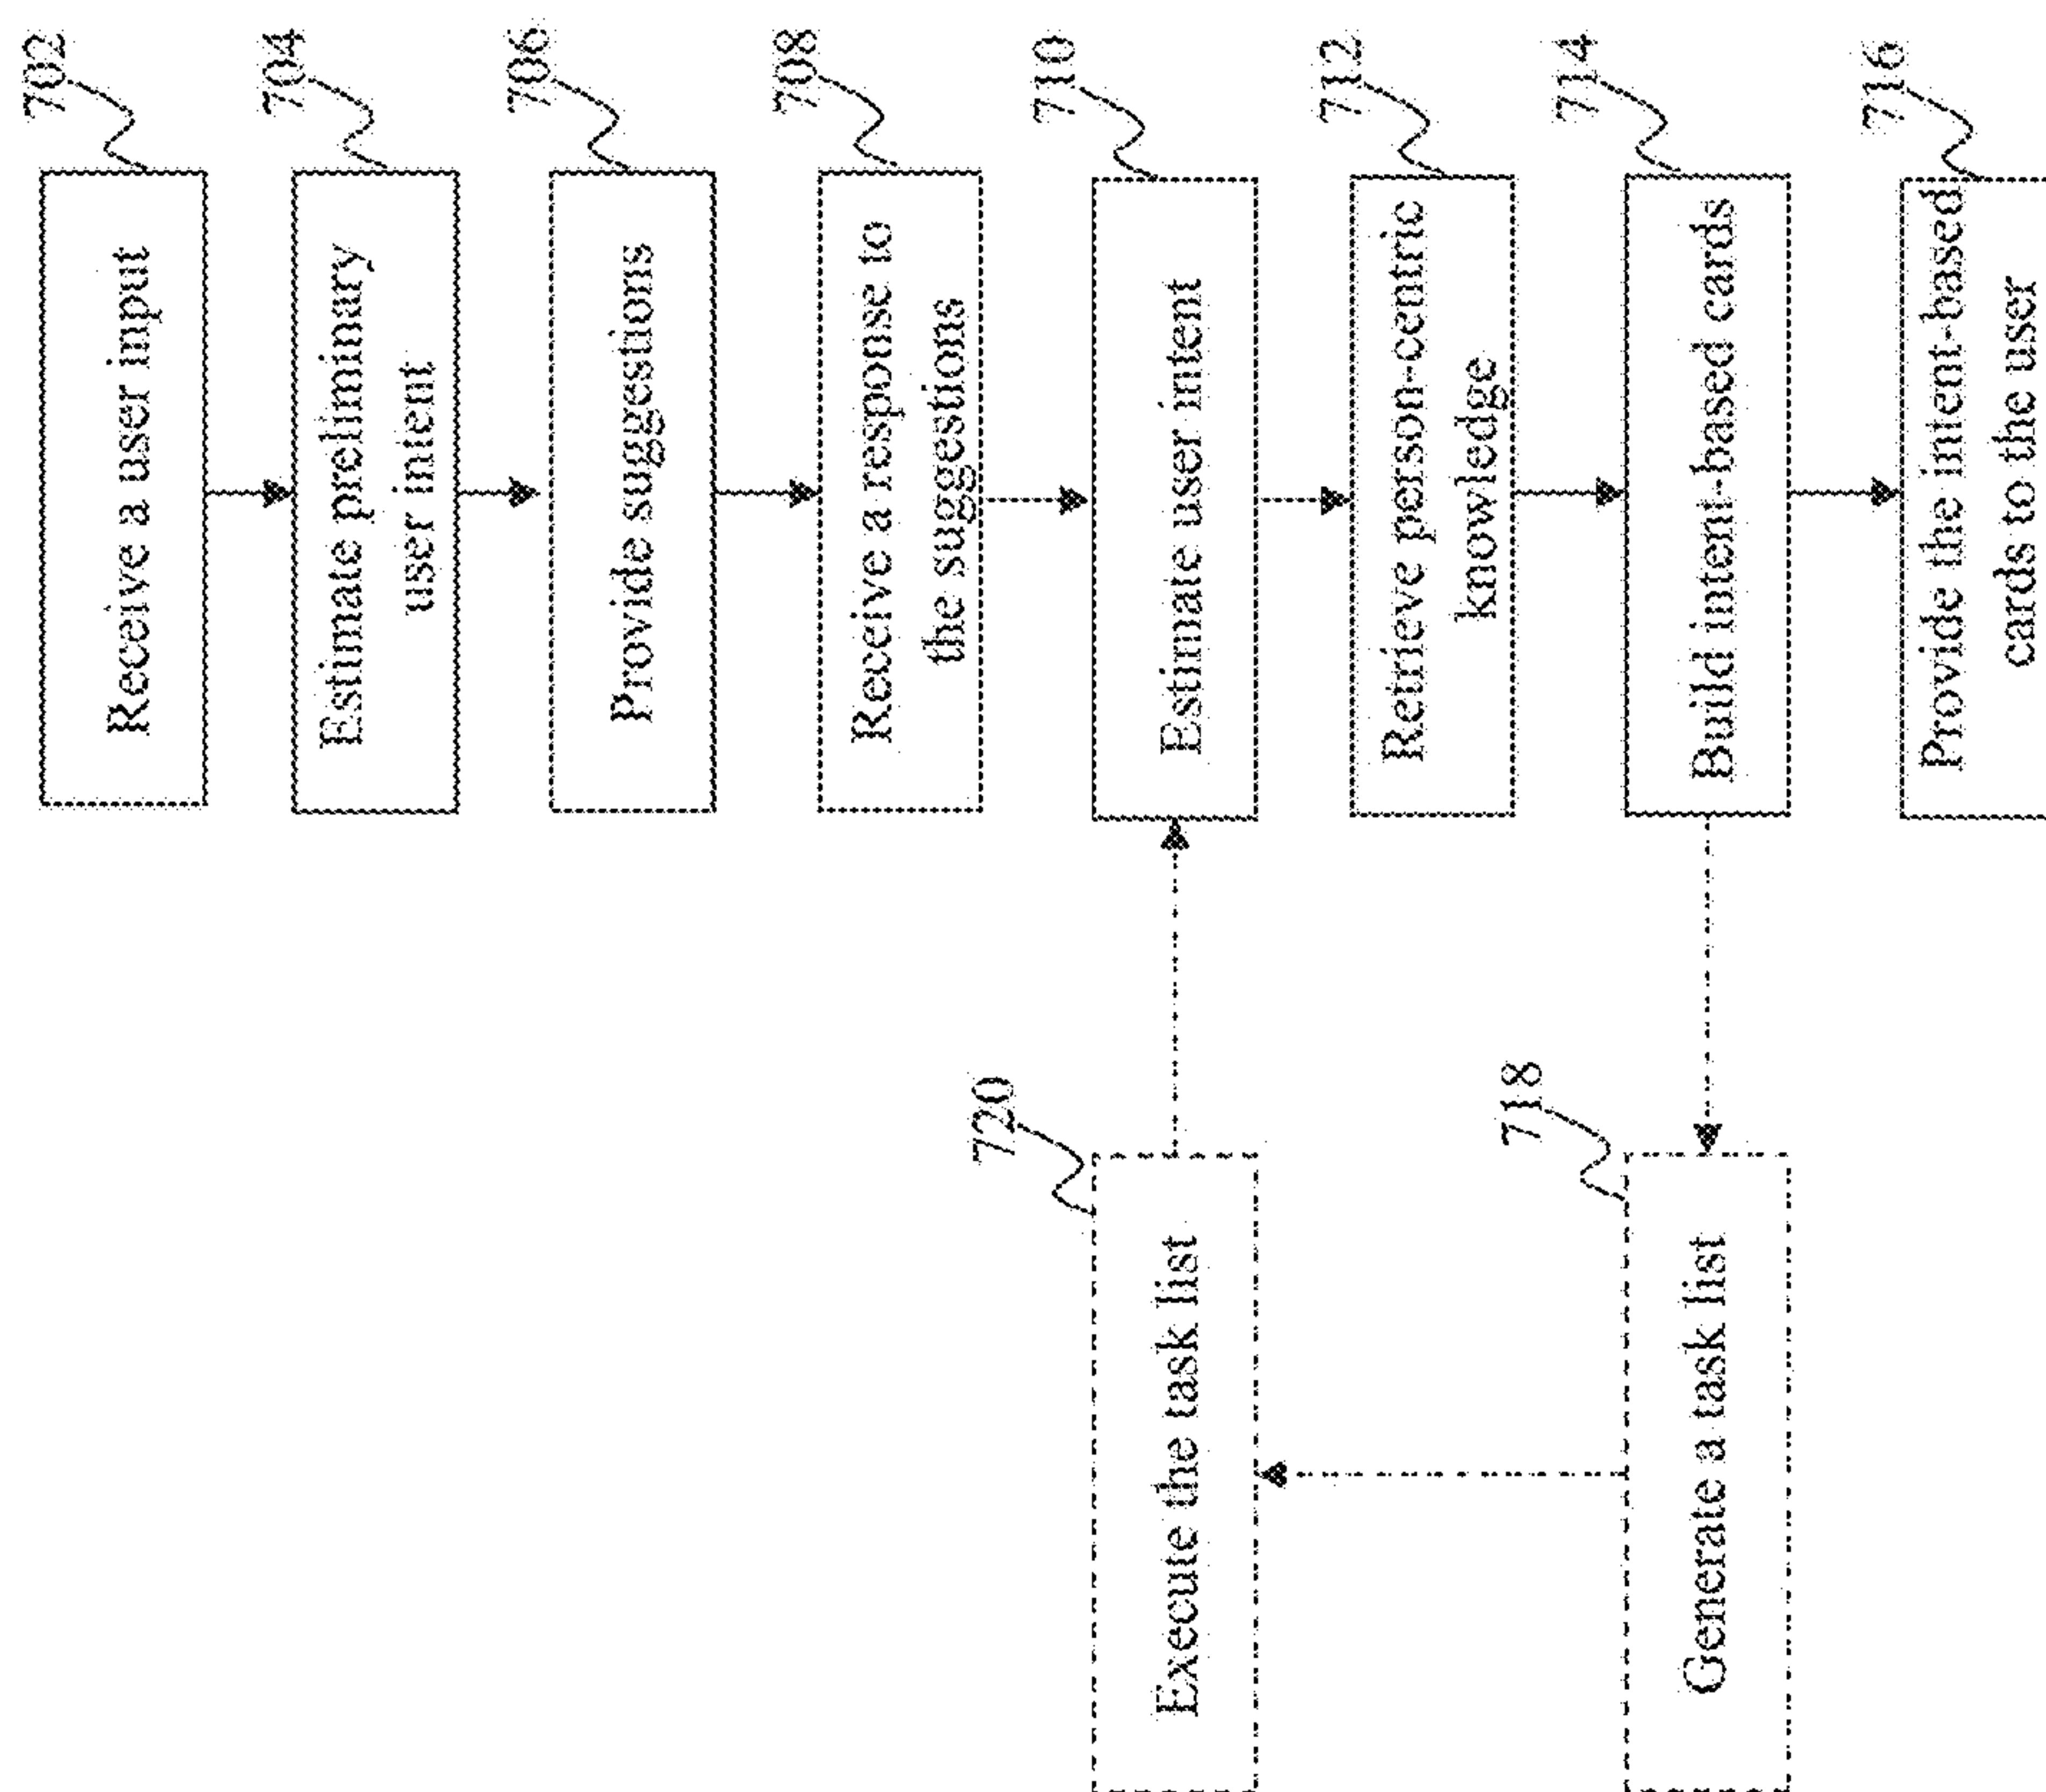 702
Receive a user input
704
Estimate preliminary
user intent
706
Provide suggestions
708
Receive a response to
the suggestions
710
Estimate user intent
712
Retrieve person-centric
knowledge
714
Build intent-based cards
716
Provide the intent-based
cards to the user
720
Execute the task list
718
Generate a task list